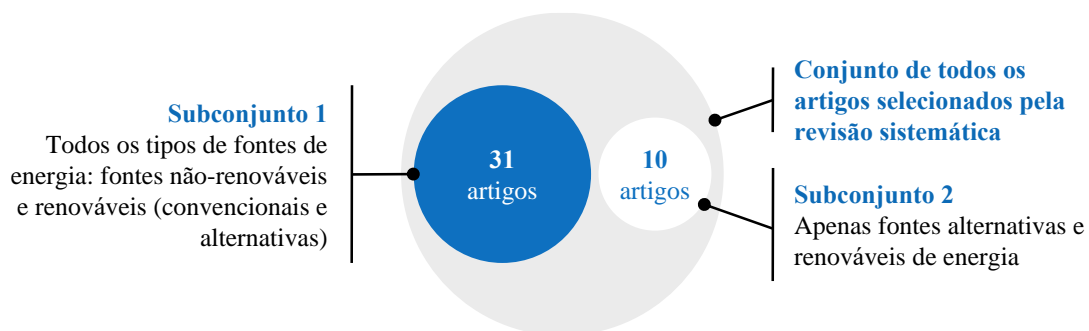 Subconjunto 1
Todos os tipos de fontes de
energia: fontes não-renováveis
e renováveis (convencionais e
alternativas)
31
artigos
10
artigos
Conjunto de todos os
artigos selecionados pela
revisão sistemática
Subconjunto 2
Apenas fontes alternativas e
renováveis de energia